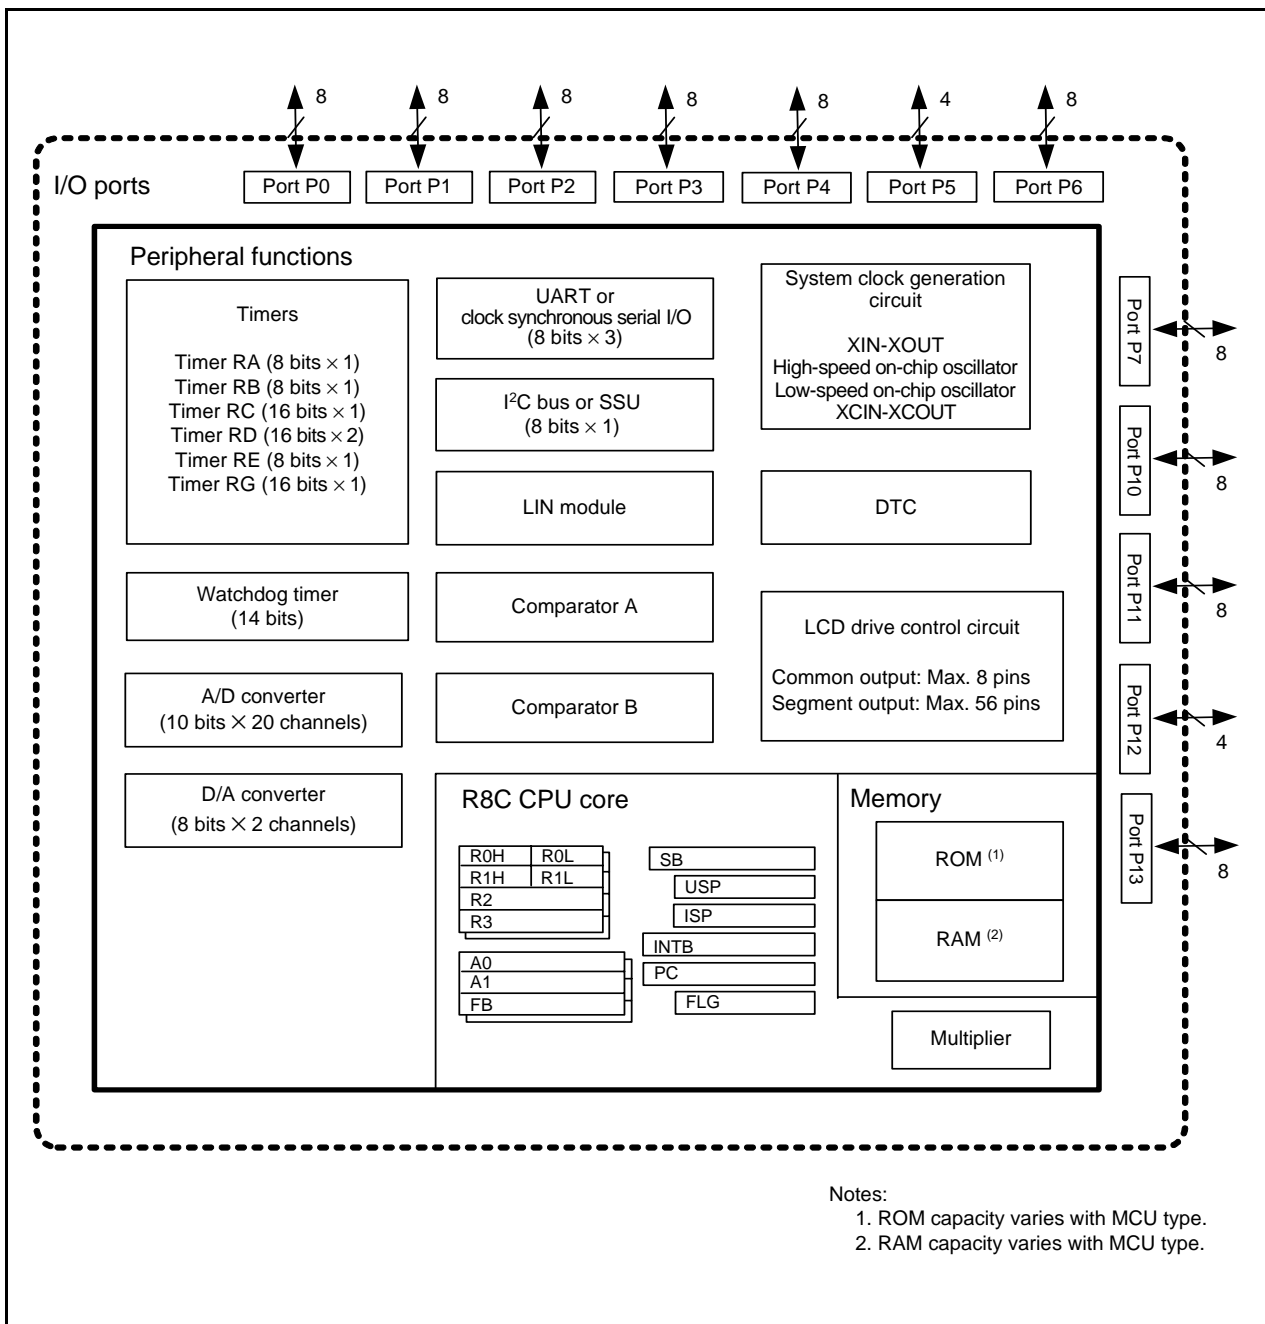 8
8
8
8
8
4
8
I/O ports
Port P0
Port P1
Port P2
Port P3
Port P4
Port P5
Port P6
Peripheral functions
Timers
Timer RA (8 bits × 1)
Timer RB (8 bits × 1)
Timer RC (16 bits × 1)
Timer RD (16 bits × 2)
Timer RE (8 bits × 1)
Timer RG (16 bits × 1)
UART or
clock synchronous serial I/O
(8 bits × 3)
System clock generation
circuit
XIN-XOUT
High-speed on-chip oscillator
Low-speed on-chip oscillator
XCIN-XCOUT
I²C bus or SSU
(8 bits × 1)
LIN module
DTC
Watchdog timer
(14 bits)
Comparator A
LCD drive control circuit
Common output: Max. 8 pins
Segment output: Max. 56 pins
A/D converter
(10 bits × 20 channels)
Comparator B
D/A converter
(8 bits × 2 channels)
Port P7
8
Port P10
8
Port P11
8
Port P12
4
Port P13
8
R8C CPU core
R0H
R0L
R1H
R1L
R2
R3
A0
A1
FB
SB
USP
ISP
INTB
PC
FLG
Memory
ROM (1)
RAM (2)
Multiplier
Notes:
1. ROM capacity varies with MCU type.
2. RAM capacity varies with MCU type.